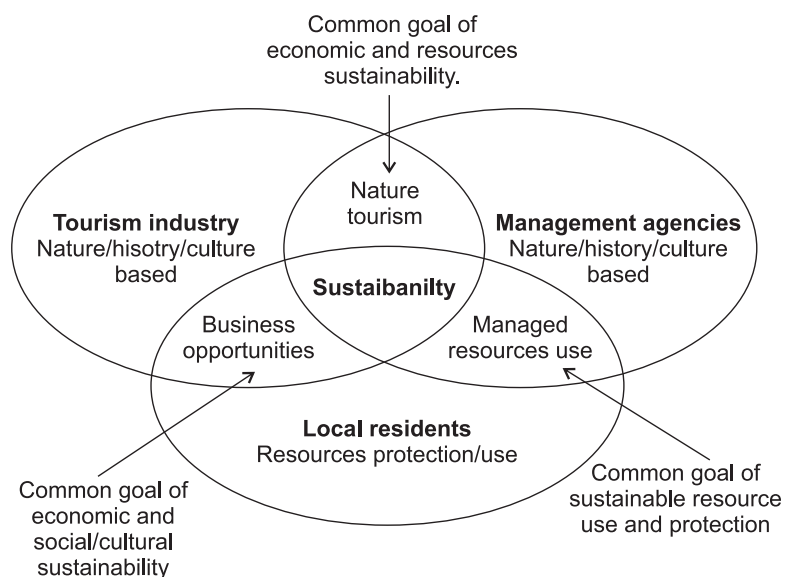 Common goal of
economic and resources
sustainability.
Nature
tourism
Tourism industry
Nature/hisotry/culture
based
Management agencies
Nature/history/culture
based
Sustaibanilty
Business
opportunities
Managed
resources use
Local residents
Resources protection/use
Common goal of
economic and
social/cultural
sustainability
Common goal of
sustainable resource
use and protection